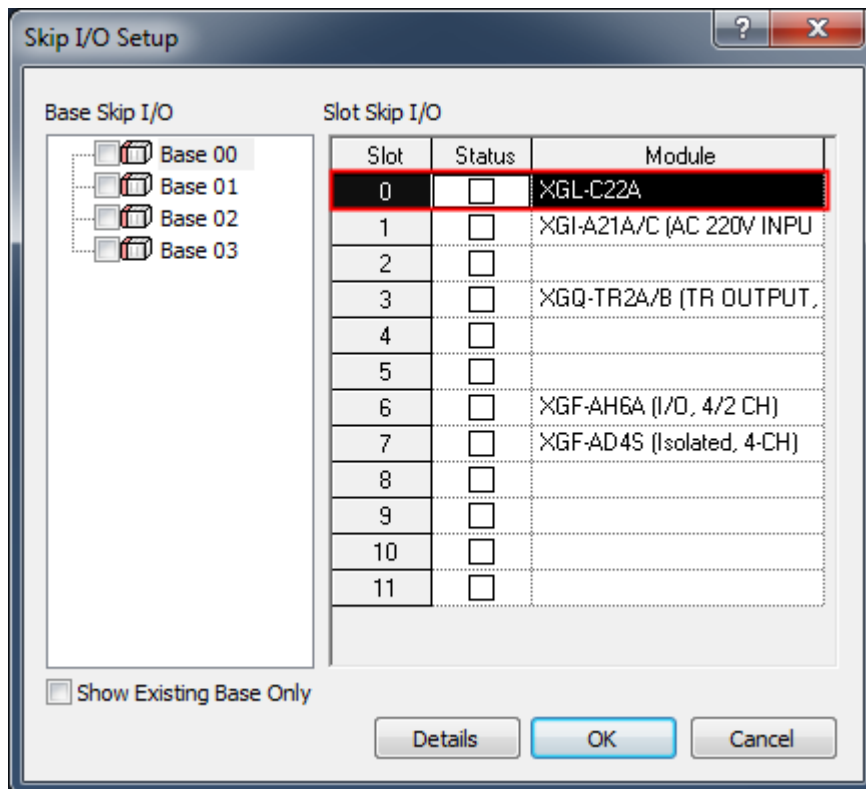 Skip I/O Setup
?
Base Skip I/O
Base 00
Base 01
Base 02
Base 03
Slot Skip I/O
Slot Status Module
0 XGL-C22A
1 XGI-A21A/C (AC 220V INPU
2
3 XGQ-TR2A/B (TR OUTPUT,
4
5
6 XGF-AH6A (I/O, 4/2 CH)
7 XGF-AD4S (Isolated, 4-CH)
8
9
10
11
Show Existing Base Only
Details OK Cancel